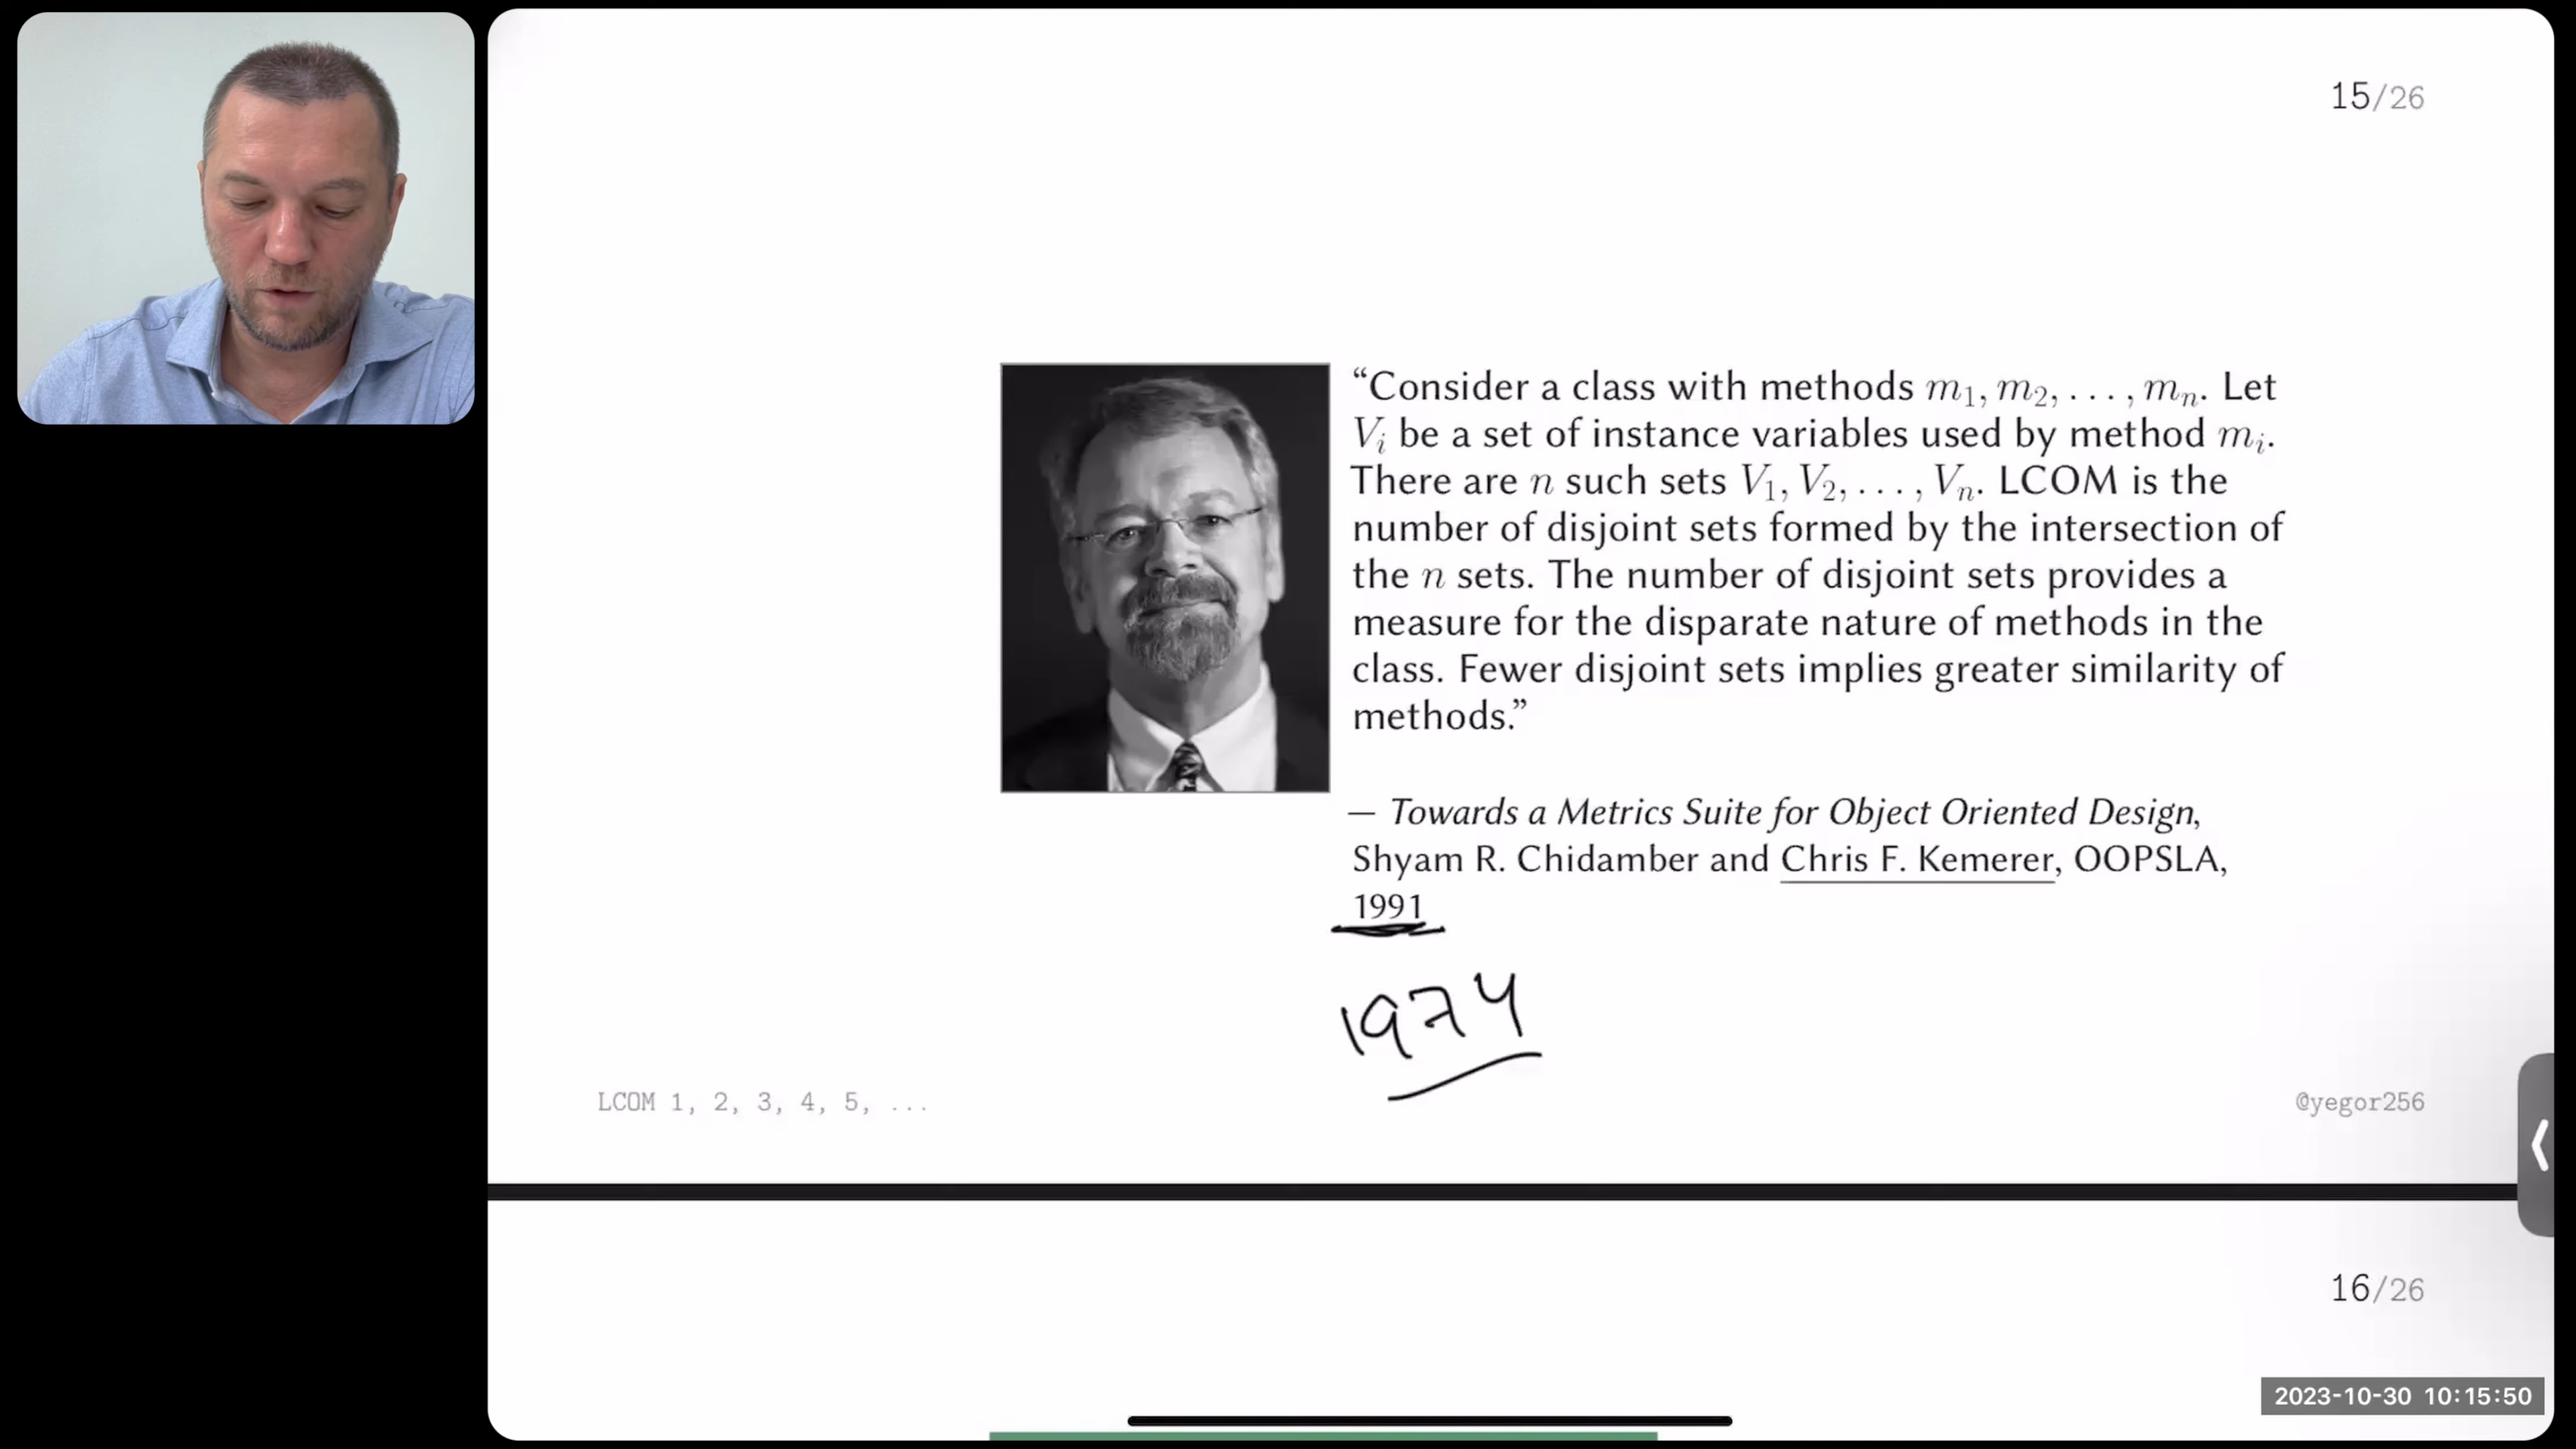 15/26
“Consider a class with methods m₁, m₂, . . . , mₙ. Let
Vᵢ be a set of instance variables used by method mᵢ.
There are n such sets V₁, V₂, . . . , Vₙ. LCOM is the
number of disjoint sets formed by the intersection of
the n sets. The number of disjoint sets provides a
measure for the disparate nature of methods in the
class. Fewer disjoint sets implies greater similarity of
methods.”
— Towards a Metrics Suite for Object Oriented Design,
Shyam R. Chidamber and Chris F. Kemerer, OOPSLA,
1991
1974
LCOM 1, 2, 3, 4, 5, ...
@yegor256
16/26
2023-10-30 10:15:50